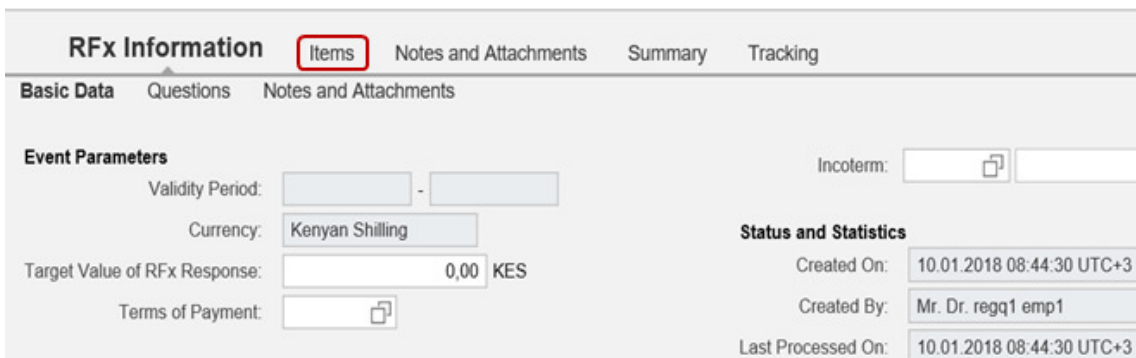 RFx Information Items Notes and Attachments Summary Tracking
Basic Data Questions Notes and Attachments
Event Parameters
Validity Period: -
Currency: Kenyan Shilling
Target Value of RFx Response: 0,00 KES
Terms of Payment:
Incoterm:
Status and Statistics
Created On: 10.01.2018 08:44:30 UTC+3
Created By: Mr. Dr. regq1 emp1
Last Processed On: 10.01.2018 08:44:30 UTC+3